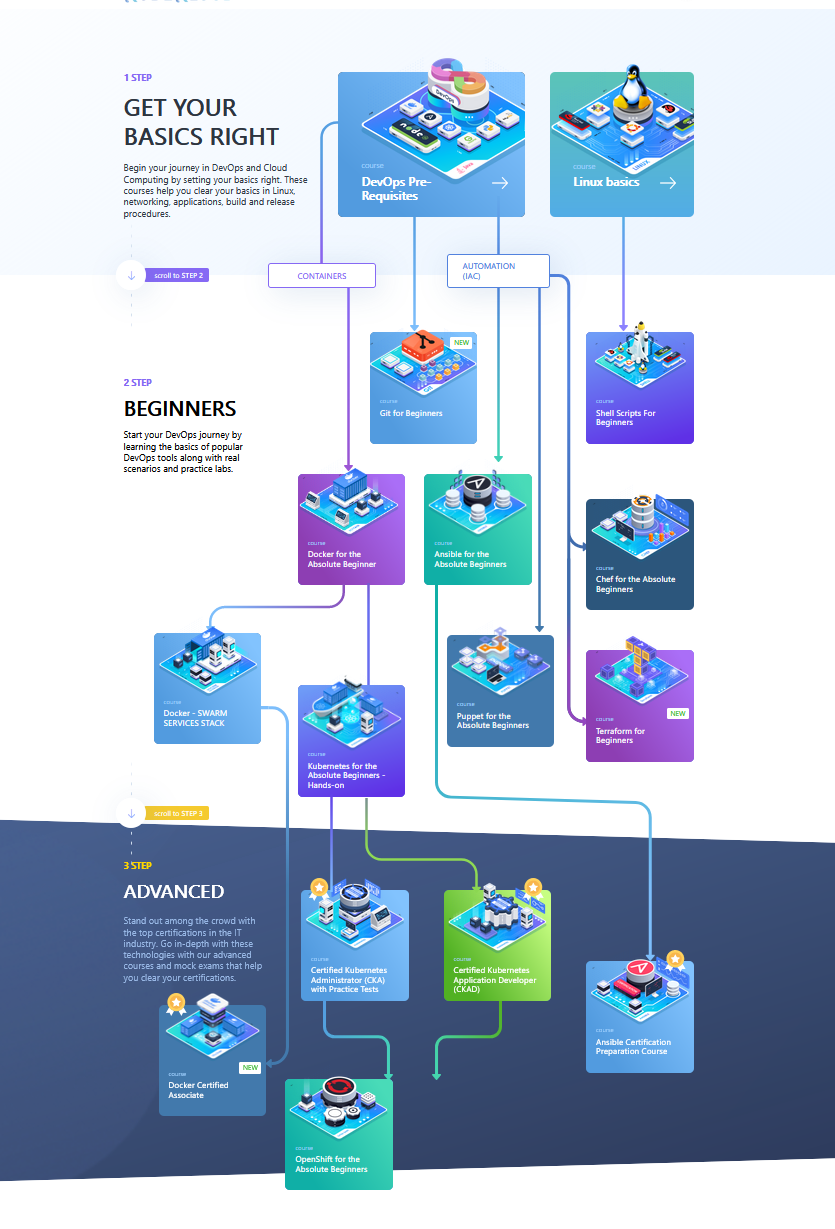 1 STEP
GET YOUR
BASICS RIGHT
Begin your journey in DevOps and Cloud
Computing by setting your basics right. These
courses help you clear your basics in Linux,
networking, applications, build and release
procedures.
DevOps
node
course
DevOps Pre-
Requisites
LINUX
course
Linux basics
scroll to STEP 2
CONTAINERS
AUTOMATION
(IAC)
2 STEP
BEGINNERS
Start your DevOps journey by
learning the basics of popular
DevOps tools along with real
scenarios and practice labs.
NEW
GIT
course
Git for Beginners
course
Shell Scripts For
Beginners
course
Docker for the
Absolute Beginner
course
Ansible for the
Absolute Beginners
course
Chef for the Absolute
Beginners
course
Docker - SWARM
SERVICES STACK
course
Kubernetes for the
Absolute Beginners -
Hands-on
course
Puppet for the
Absolute Beginners
NEW
course
Terraform for
Beginners
scroll to STEP 3
3 STEP
ADVANCED
Stand out among the crowd with
the top certifications in the IT
industry. Go in-depth with these
technologies with our advanced
courses and mock exams that help
you clear your certifications.
course
Certified Kubernetes
Administrator (CKA)
with Practice Tests
course
Certified Kubernetes
Application Developer
(CKAD)
course
Ansible Certification
Preparation Course
NEW
course
Docker Certified
Associate
course
OpenShift for the
Absolute Beginners